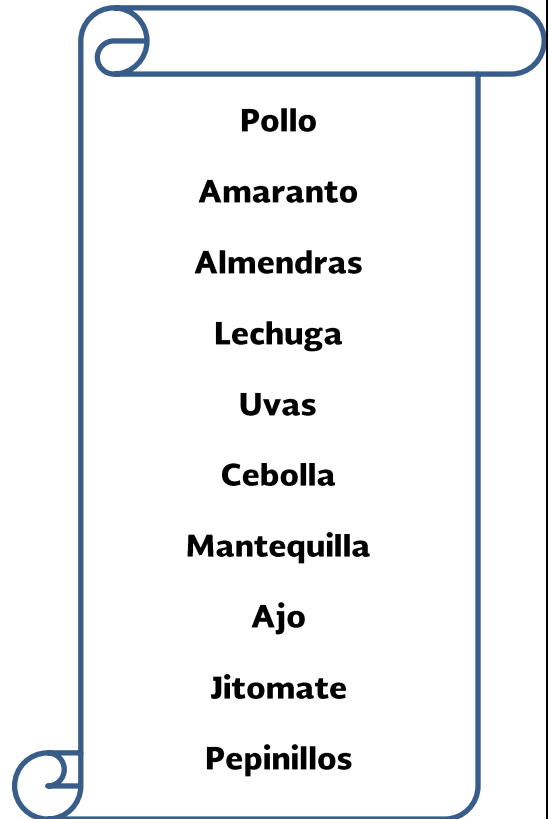 Pollo
Amaranto
Almendras
Lechuga
Uvas
Cebolla
Mantequilla
Ajo
Jitomate
Pepinillos